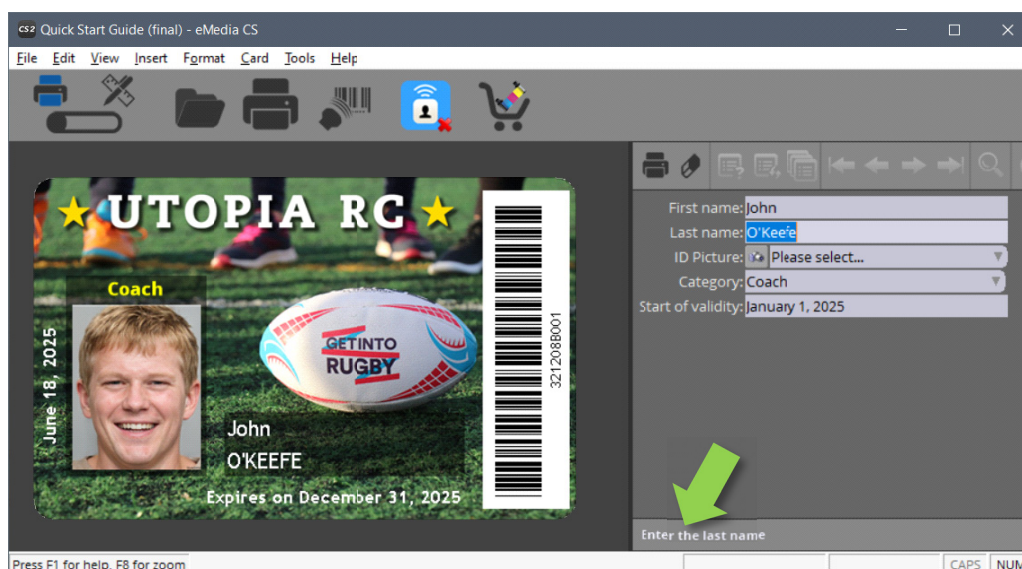 CS2 Quick Start Guide (final) - eMedia CS
File Edit View Insert Format Card Tools Help
UTOPIA RC
Coach
June 18, 2025
GET INTO
RUGBY
John
O'KEEFE
Expires on December 31, 2025
321208B001
First name: John
Last name: O'Keefe
ID Picture: Please select...
Category: Coach
Start of validity: January 1, 2025
Enter the last name
Press F1 for help, F8 for zoom
CAPS NUM